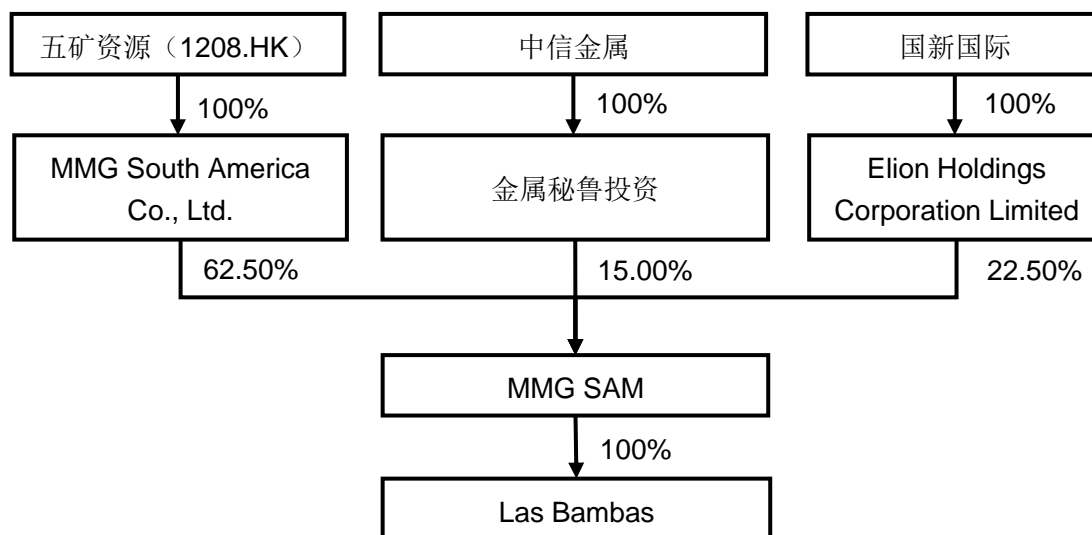 五矿资源（1208.HK）
中信金属
国新国际
100%
100%
100%
MMG South America
Co., Ltd.
金属秘鲁投资
Elion Holdings
Corporation Limited
62.50%
15.00%
22.50%
MMG SAM
100%
Las Bambas